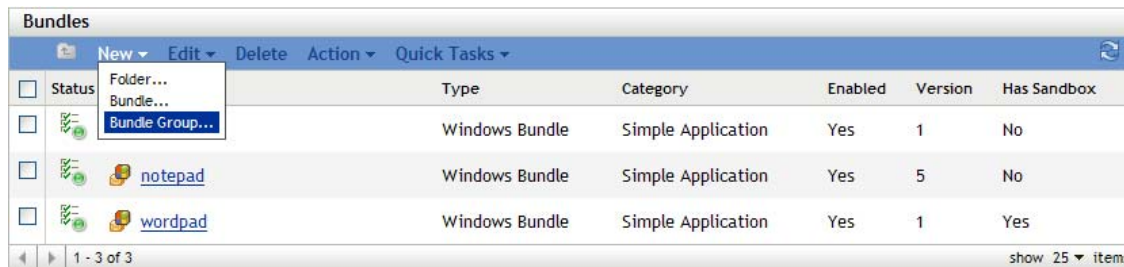 Bundles
New Edit Delete Action Quick Tasks
Folder...
Bundle...
Bundle Group...
Status Type Category Enabled Version Has Sandbox
Windows Bundle Simple Application Yes 1 No
notepad Windows Bundle Simple Application Yes 5 No
wordpad Windows Bundle Simple Application Yes 1 Yes
1 - 3 of 3 show 25 item